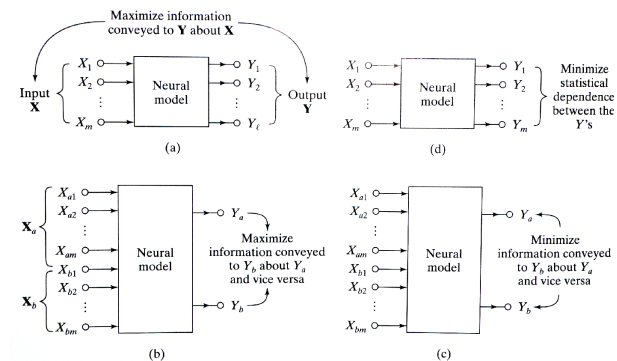 Maximize information
conveyed to Y about X
Input
X
X1
X2
⋮
Xm
Neural
model
Y1
Y2
⋮
Yℓ
Output
Y
(a)
X1
X2
⋮
Xm
Neural
model
Y1
Y2
⋮
Ym
Minimize
statistical
dependence
between the
Y's
(d)
Xa
Xb
Xa1
Xa2
⋮
Xam
Xb1
Xb2
⋮
Xbm
Neural
model
Ya
Maximize
information conveyed
to Yb about Ya
and vice versa
Yb
(b)
Xa1
Xa2
⋮
Xam
Xb1
Xb2
⋮
Xbm
Neural
model
Ya
Minimize
information conveyed
to Yb about Ya
and vice versa
Yb
(c)